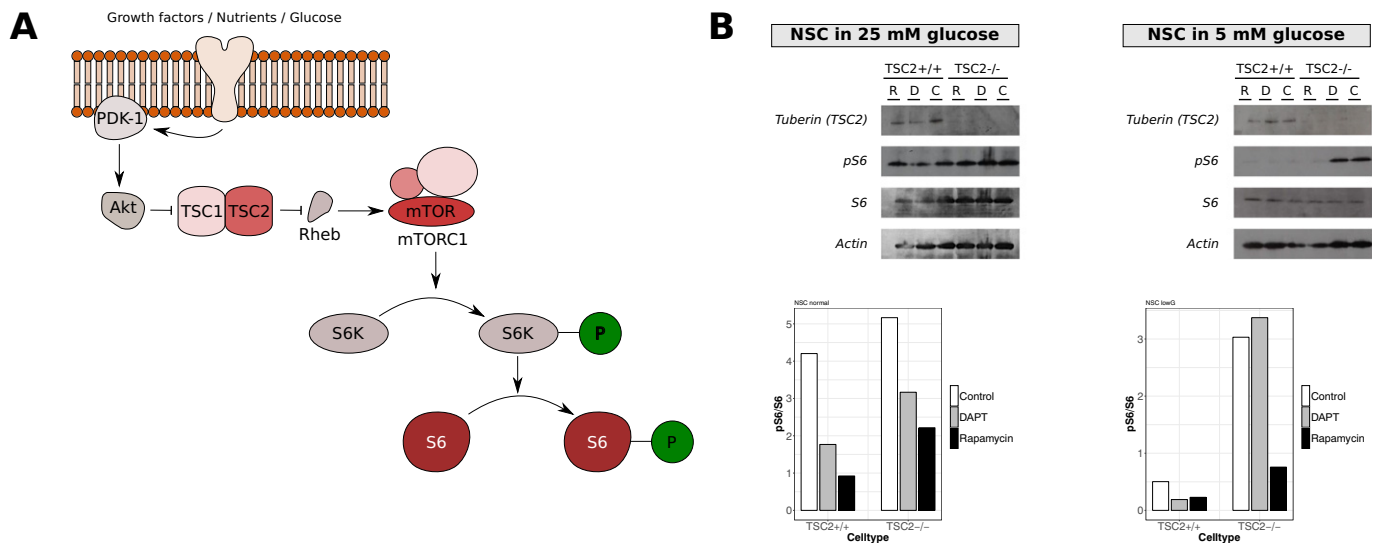 A
Growth factors / Nutrients / Glucose
PDK-1
Akt
TSC1
TSC2
Rheb
mTOR
mTORC1
S6K
S6K
P
S6
S6
P
B
NSC in 25 mM glucose
TSC2+/+ TSC2-/-
R D C R D C
Tuberin (TSC2)
pS6
S6
Actin
NSC in 5 mM glucose
TSC2+/+ TSC2-/-
R D C R D C
Tuberin (TSC2)
pS6
S6
Actin
NSC normal
pS6/S6
5
4
3
2
1
0
TSC2+/+ TSC2−/−
Celltype
Control
DAPT
Rapamycin
NSC lowG
pS6/S6
3
2
1
0
TSC2+/+ TSC2−/−
Celltype
Control
DAPT
Rapamycin